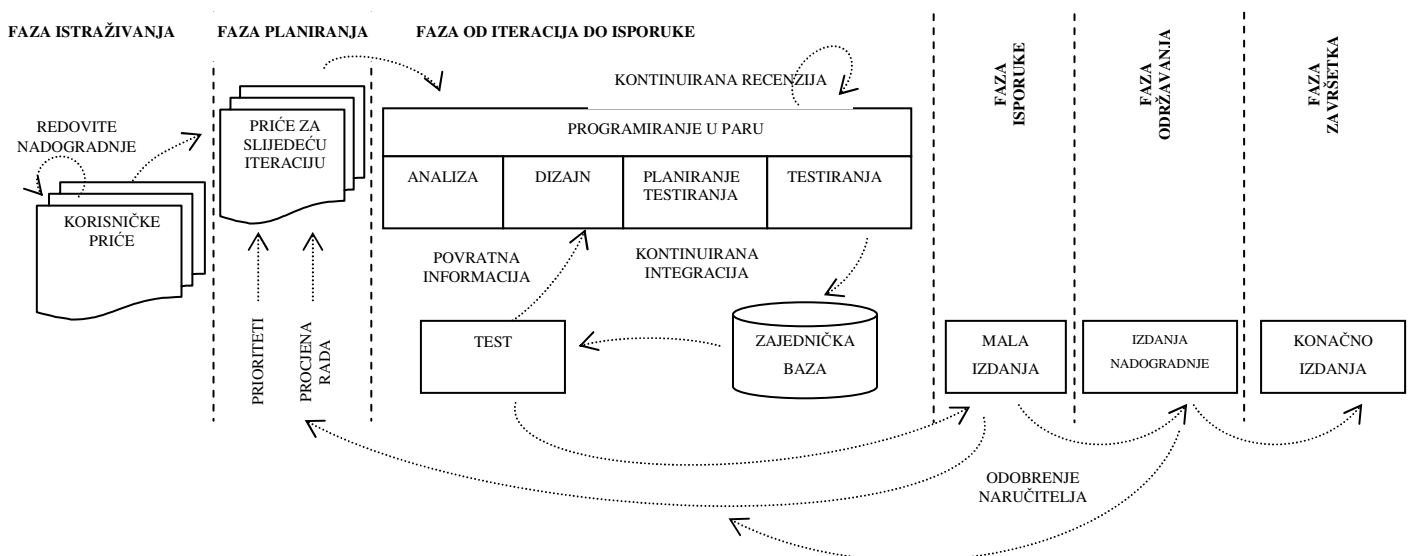 FAZA ISTRAŽIVANJA
FAZA PLANIRANJA
FAZA OD ITERACIJA DO ISPORUKE
FAZA
ISPORUKE
FAZA
ODRŽAVANJA
FAZA
ZAVRŠETKA
KONTINUIRANA RECENZIJA
REDOVITE
NADOGRADNJE
PRIČE ZA
SLIJEDEĆU
ITERACIJU
PROGRAMIRANJE U PARU
ANALIZA
DIZAJN
PLANIRANJE
TESTIRANJA
TESTIRANJA
KORISNIČKE
PRIČE
POVRATNA
INFORMACIJA
KONTINUIRANA
INTEGRACIJA
PRIORITETI
PROCJENA
RADA
TEST
ZAJEDNIČKA
BAZA
MALA
IZDANJA
IZDANJA
NADOGRADNJE
KONAČNO
IZDANJA
ODOBRENJE
NARUČITELJA